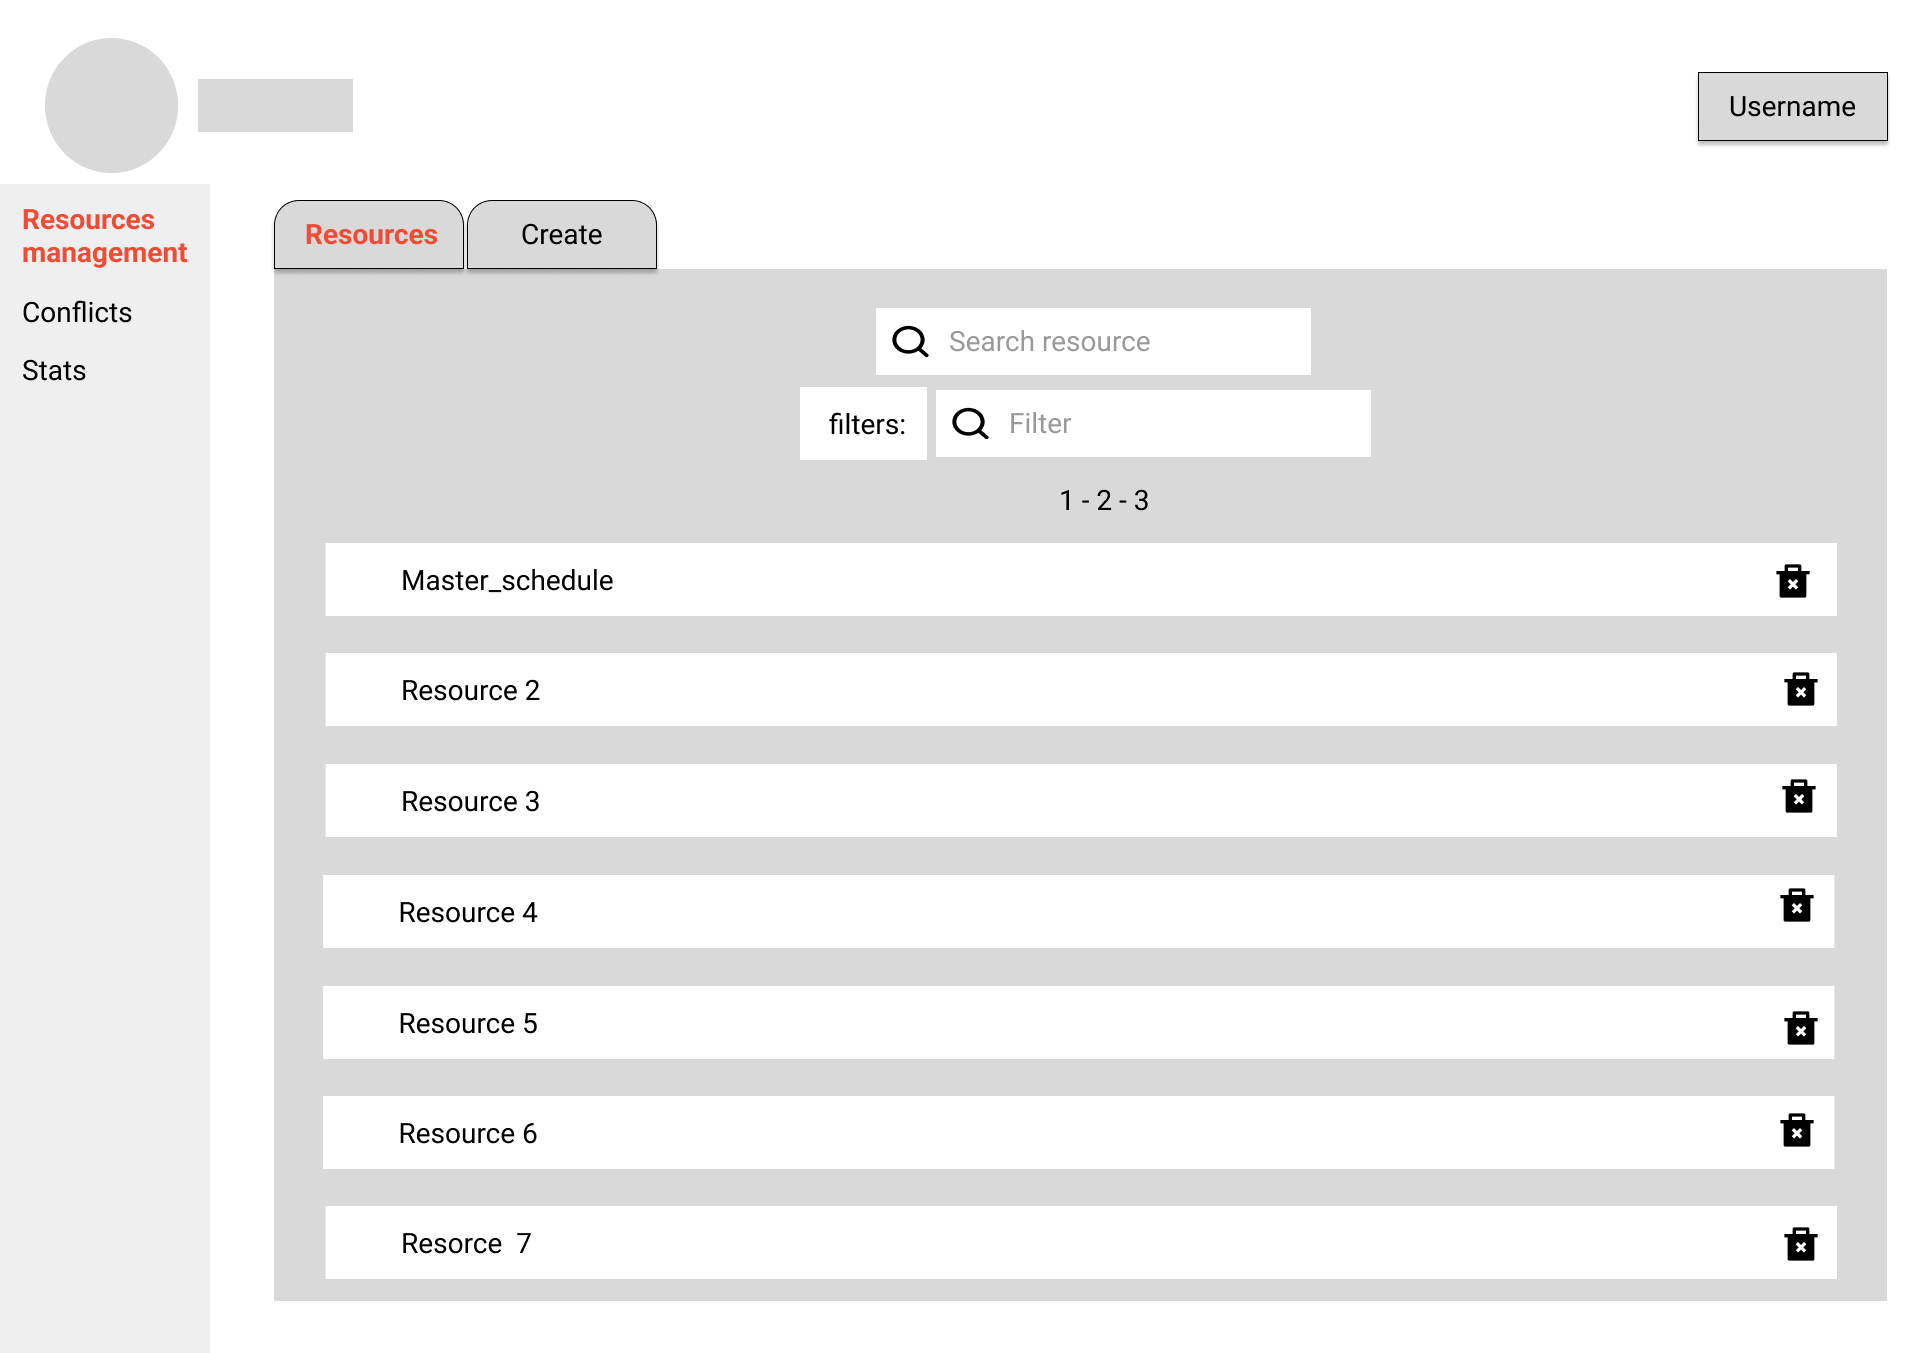 Username
Resources
management
Conflicts
Stats
Resources
Create
Search resource
filters:
Filter
1 - 2 - 3
Master_schedule
Resource 2
Resource 3
Resource 4
Resource 5
Resource 6
Resorce  7